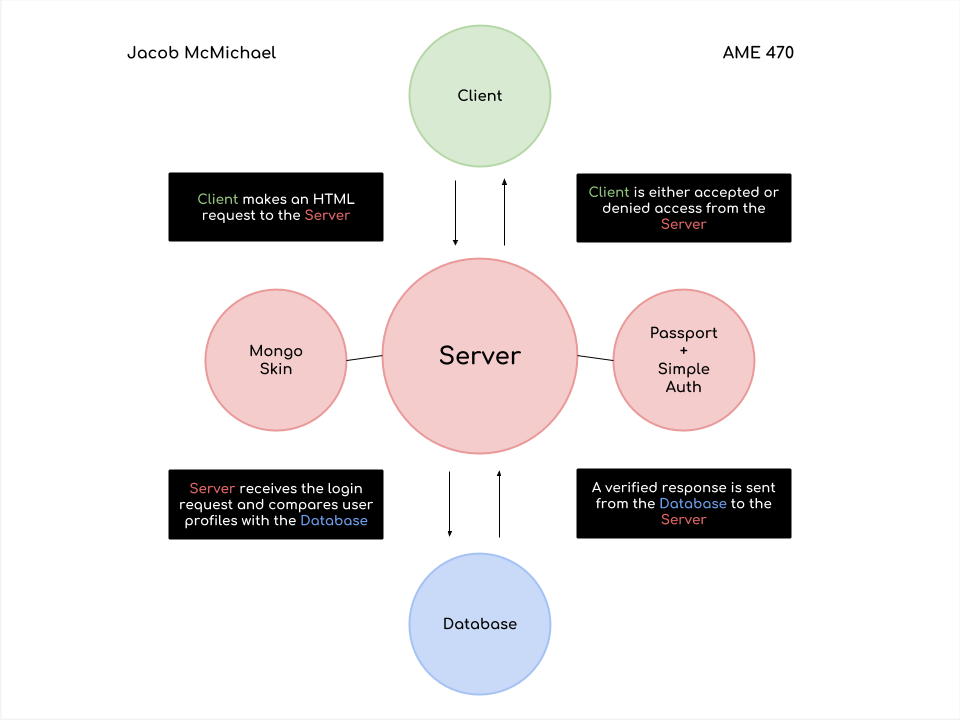 Jacob McMichael
AME 470
Client
Client makes an HTML
request to the Server
Client is either accepted or
denied access from the
Server
Mongo
Skin
Server
Passport
+
Simple
Auth
Server receives the login
request and compares user
profiles with the Database
A verified response is sent
from the Database to the
Server
Database